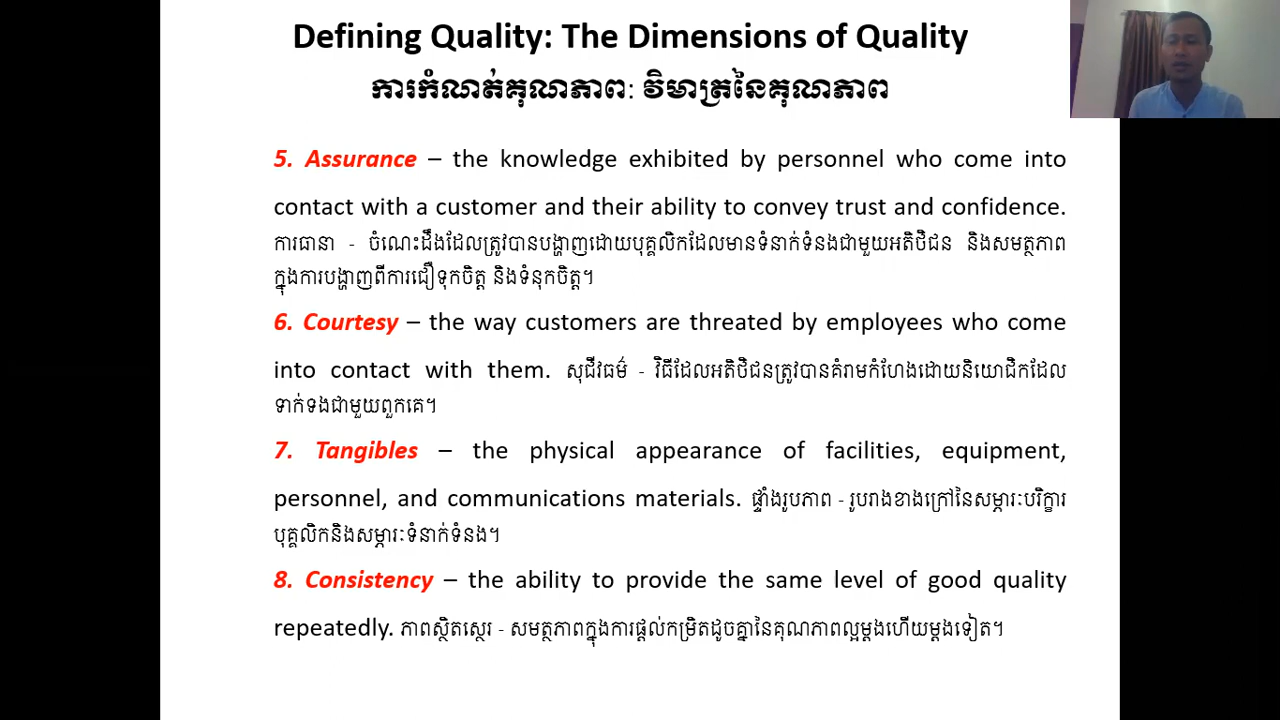 Defining Quality: The Dimensions of Quality
ការកំណត់គុណភាព: វិមាត្រនៃគុណភាព
5. Assurance – the knowledge exhibited by personnel who come into
contact with a customer and their ability to convey trust and confidence.
ការធានា - ចំណេះដឹងដែលត្រូវបានបង្ហាញដោយបុគ្គលិកដែលមានទំនាក់ទំនងជាមួយអតិថិជន និងសមត្ថភាព
ក្នុងការបង្ហាញពីការជឿទុកចិត្ត និងទំនុកចិត្ត។
6. Courtesy – the way customers are threated by employees who come
into contact with them. សុជីវធម៌ - វិធីដែលអតិថិជនត្រូវបានគំរាមកំហែងដោយនិយោជិកដែល
ទាក់ទងជាមួយពួកគេ។
7. Tangibles – the physical appearance of facilities, equipment,
personnel, and communications materials. ផ្ទាំងរូបភាព - រូបរាងខាងក្រៅនៃសម្ភារៈបរិក្ខារ
បុគ្គលិកនិងសម្ភារៈទំនាក់ទំនង។
8. Consistency – the ability to provide the same level of good quality
repeatedly. ភាពស្ថិតស្ថេរ - សមត្ថភាពក្នុងការផ្តល់កម្រិតដូចគ្នានៃគុណភាពល្អម្តងហើយម្តងទៀត។